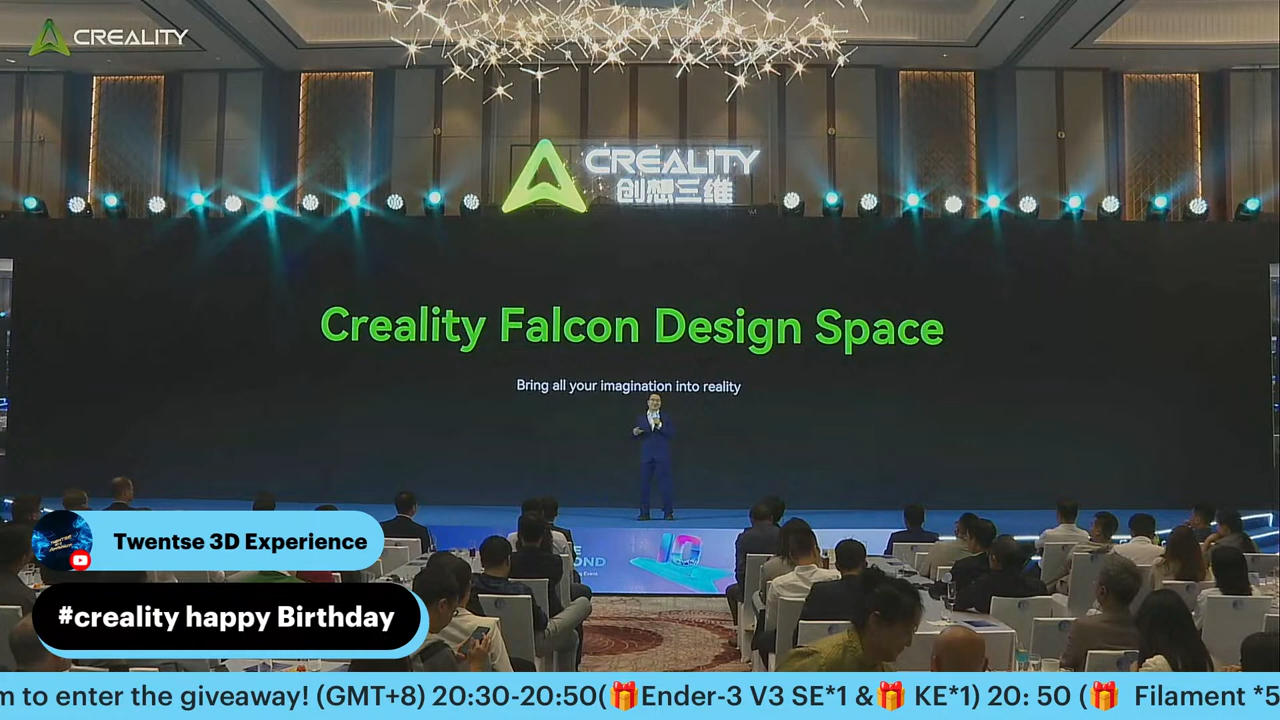 CREALITY
CREALITY
创想三维
Creality Falcon Design Space
Bring all your imagination into reality
Twentse 3D Experience
#creality happy Birthday
m to enter the giveaway! (GMT+8) 20:30-20:50(🎁Ender-3 V3 SE*1 &🎁 KE*1) 20: 50 (🎁 Filament *5